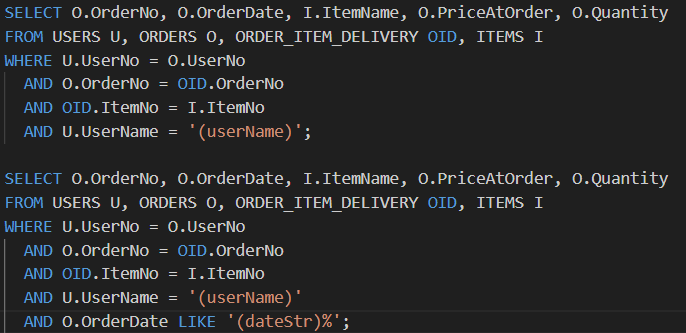 SELECT O.OrderNo, O.OrderDate, I.ItemName, O.PriceAtOrder, O.Quantity
FROM USERS U, ORDERS O, ORDER_ITEM_DELIVERY OID, ITEMS I
WHERE U.UserNo = O.UserNo
  AND O.OrderNo = OID.OrderNo
  AND OID.ItemNo = I.ItemNo
  AND U.UserName = '(userName)';

SELECT O.OrderNo, O.OrderDate, I.ItemName, O.PriceAtOrder, O.Quantity
FROM USERS U, ORDERS O, ORDER_ITEM_DELIVERY OID, ITEMS I
WHERE U.UserNo = O.UserNo
  AND O.OrderNo = OID.OrderNo
  AND OID.ItemNo = I.ItemNo
  AND U.UserName = '(userName)'
  AND O.OrderDate LIKE '(dateStr)%';